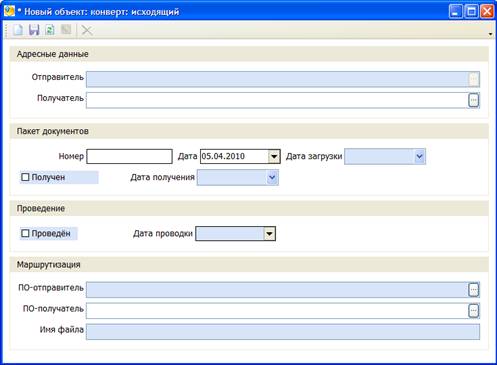 * Новый объект: конверт: исходящий
Адресные данные
Отправитель
Получатель
Пакет документов
Номер Дата 05.04.2010 Дата загрузки
Получен Дата получения
Проведение
Проведён Дата проводки
Маршрутизация
ПО-отправитель
ПО-получатель
Имя файла